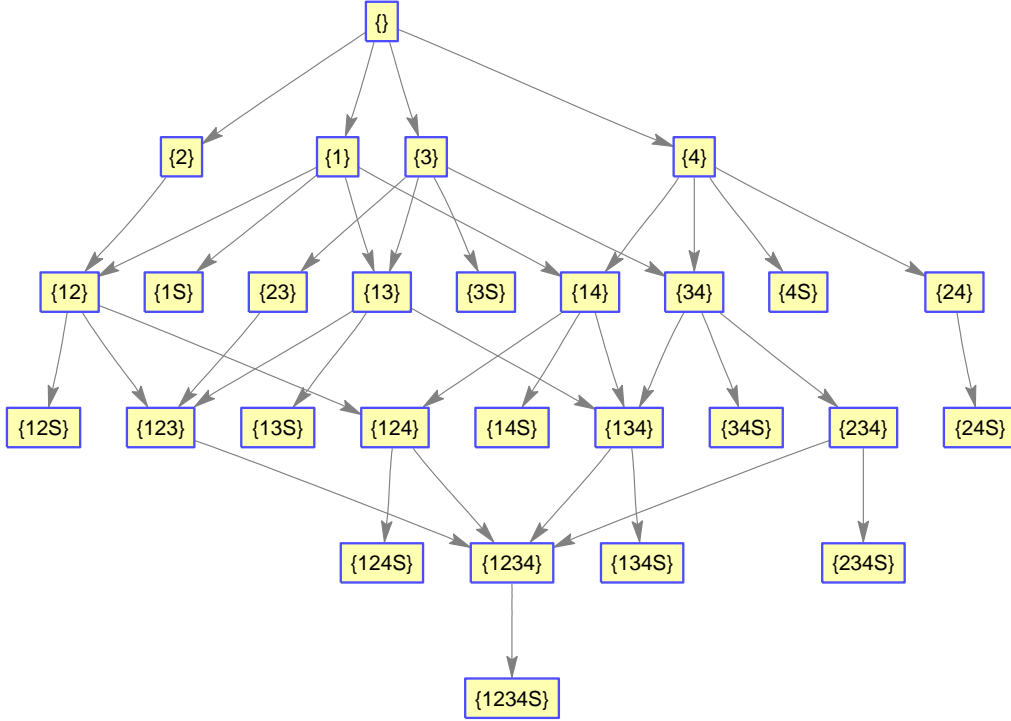 {}
{2} {1} {3} {4}
{12} {1S} {23} {13} {3S} {14} {34} {4S} {24}
{12S} {123} {13S} {124} {14S} {134} {34S} {234} {24S}
{124S} {1234} {134S} {234S}
{1234S}